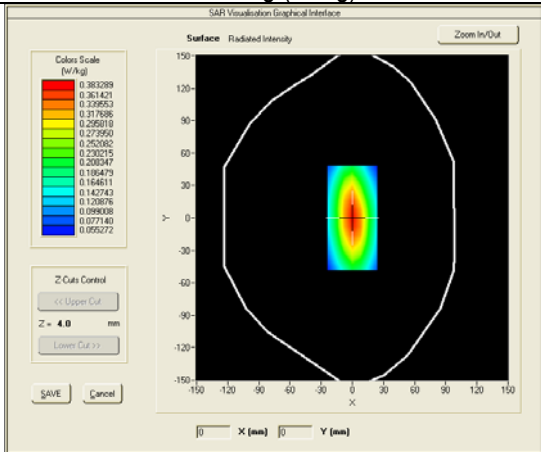 SAR Visualisation Graphical Interface
Surface Radiated Intensity
Zoom In/Out
Colors Scale
(W/kg)
0.383289
0.361421
0.339553
0.317686
0.295818
0.273950
0.252082
0.230215
0.208347
0.186479
0.164611
0.142743
0.120876
0.099008
0.077140
0.055272
Z-Cuts Control
<< Upper Cut
Z = 4.0 mm
Lower Cut >>
SAVE Cancel
150-
120-
90-
60-
30-
0-
-30-
-60-
-90-
-120-
-150-
Y
-150 -120 -90 -60 -30 0 30 60 90 120 150
X
0 X (mm) 0 Y (mm)